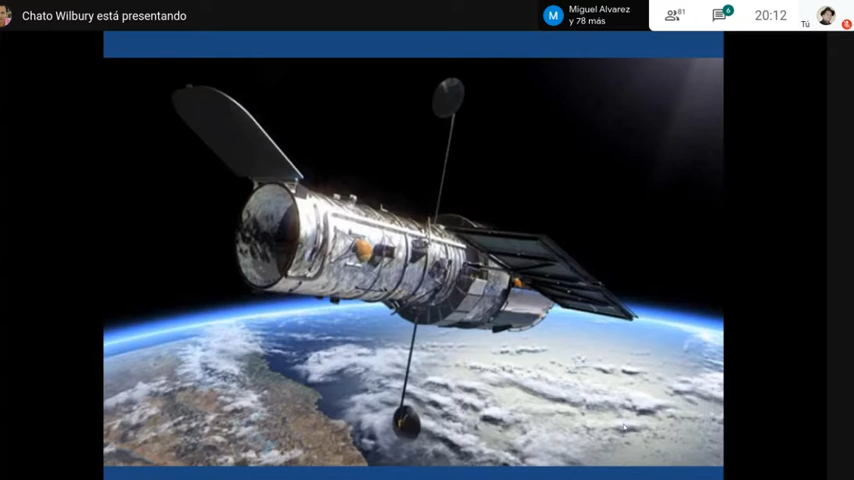 Chato Wilbury está presentando
M
Miguel Alvarez
y 78 más
81
6
20:12
Tú